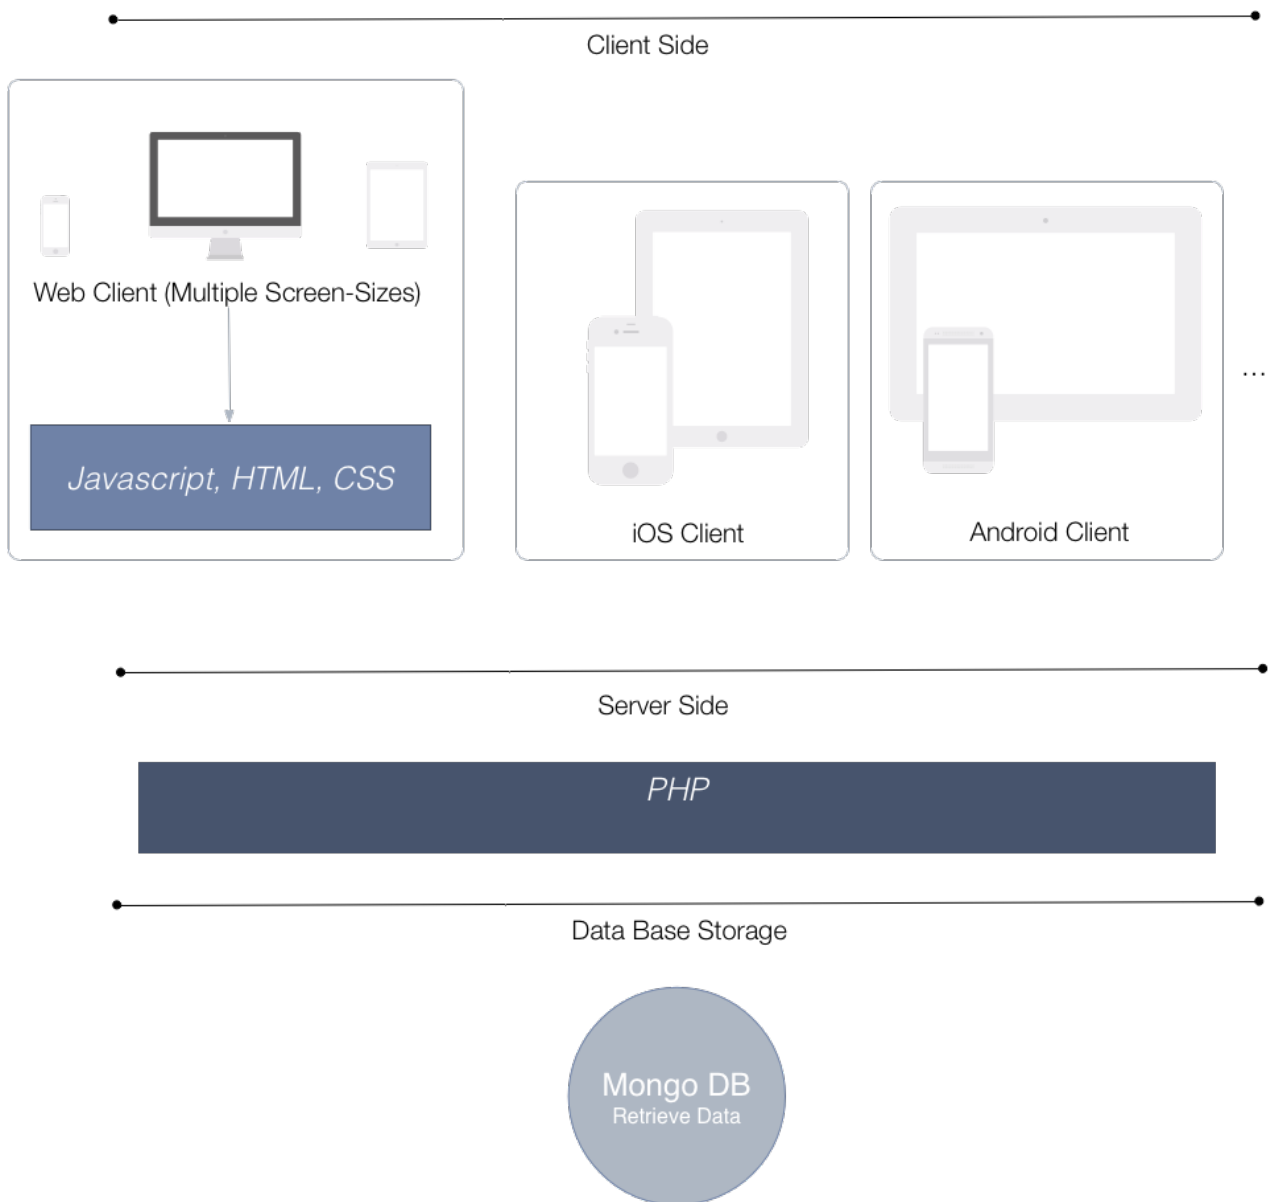 Client Side
Web Client (Multiple Screen-Sizes)
Javascript, HTML, CSS
iOS Client
Android Client
...
Server Side
PHP
Data Base Storage
Mongo DB
Retrieve Data